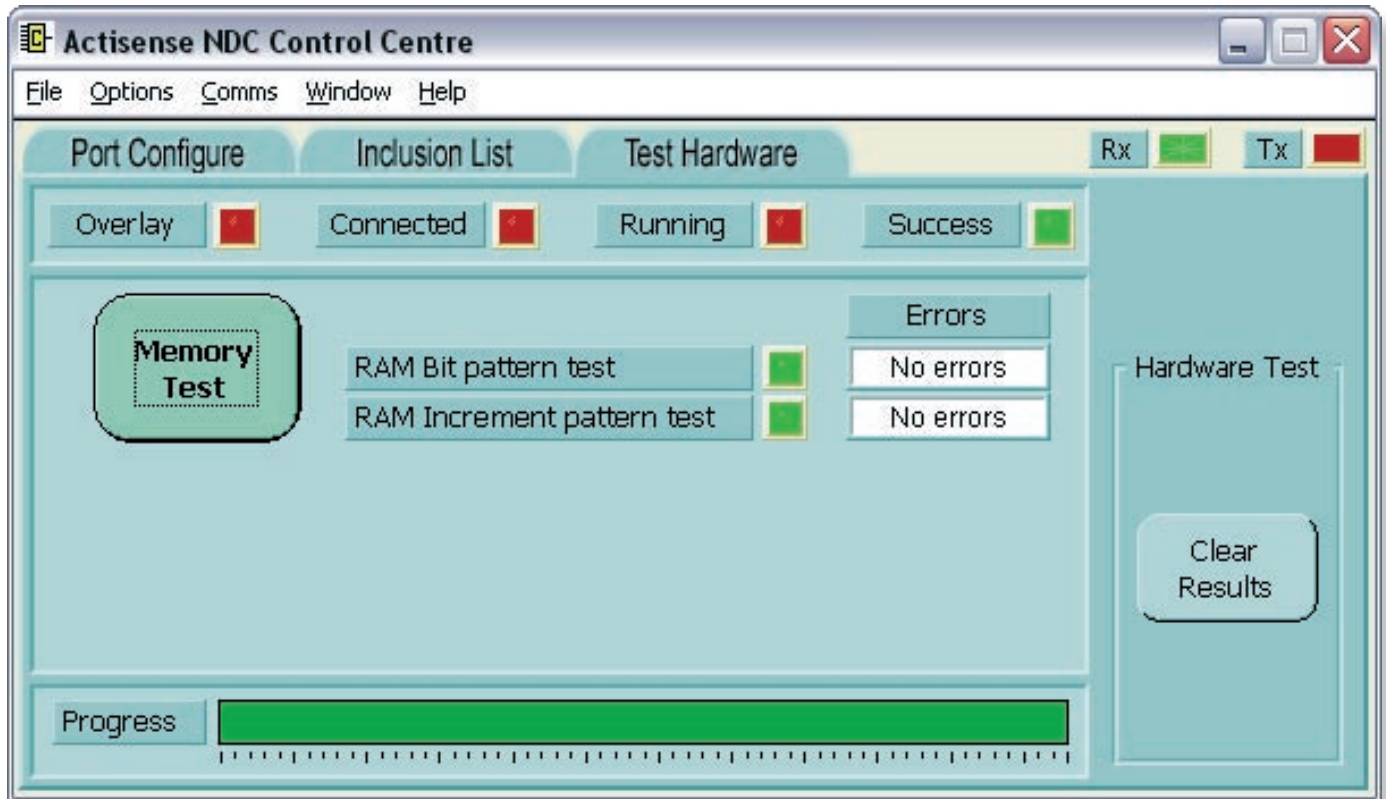 Actisense NDC Control Centre
File Options Comms Window Help
Port Configure Inclusion List Test Hardware Rx Tx
Overlay Connected Running Success
Errors
Memory Test
RAM Bit pattern test No errors
RAM Increment pattern test No errors
Hardware Test
Clear
Results
Progress